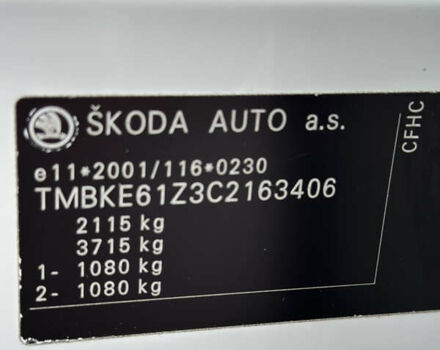 ŠKODA AUTO a.s.
e11*2001/116*0230
TMBKE61Z3C2163406
2115 kg
3715 kg
1- 1080 kg
2- 1080 kg
CFHC